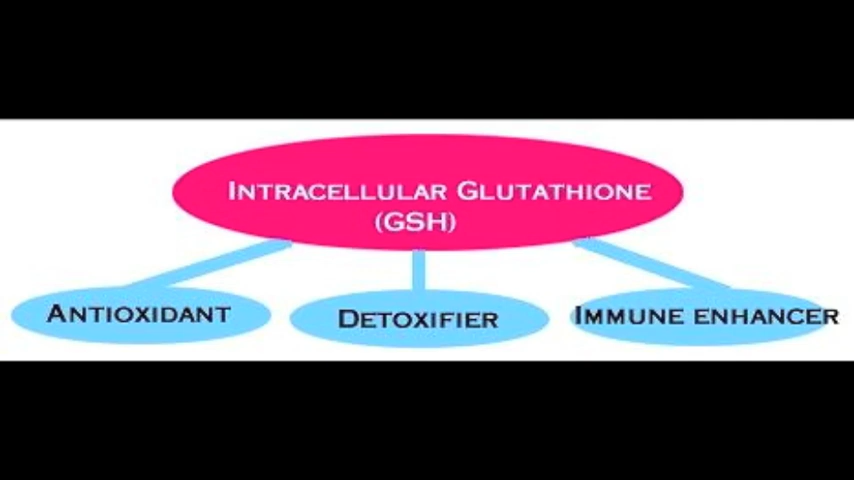 Intracellular Glutathione
(GSH)
Antioxidant
Detoxifier
Immune enhancer